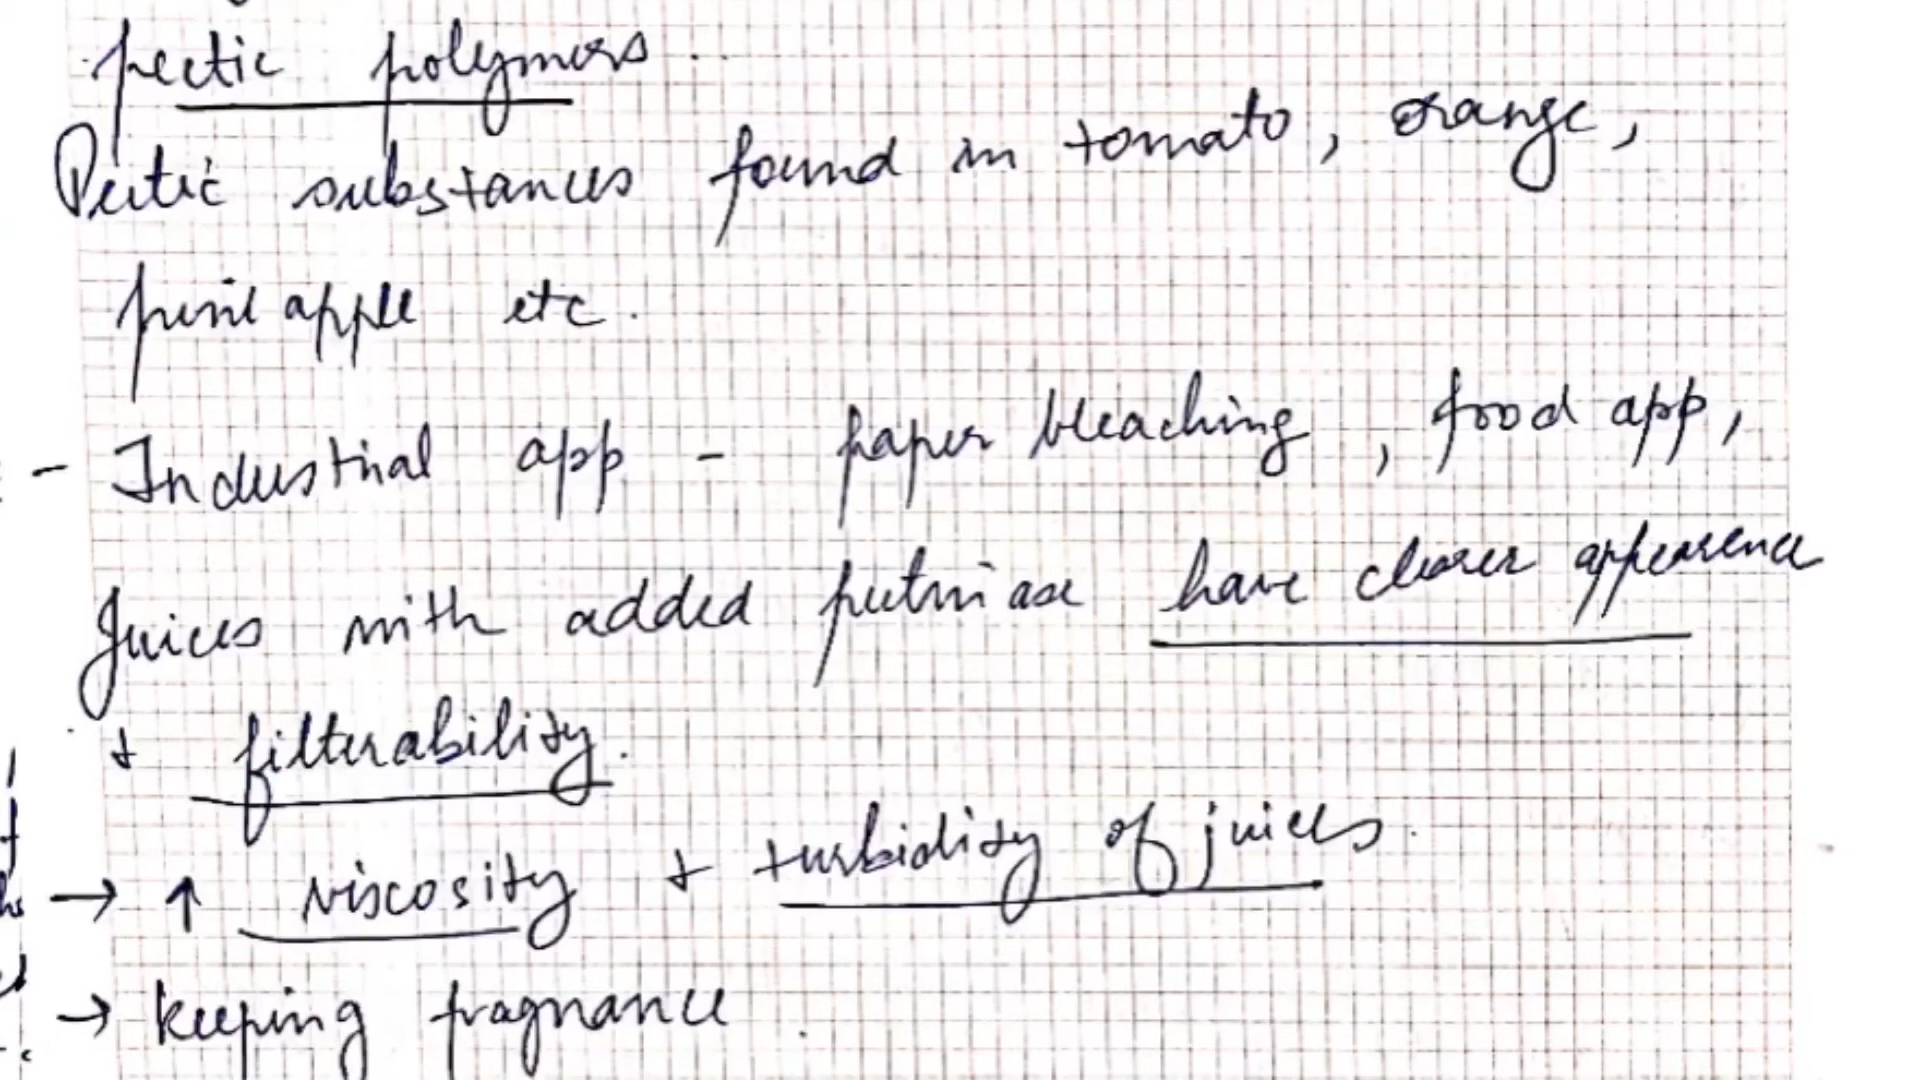 pectic polymers.
Pectic substances found in tomato, orange,
pineapple etc.
- Industrial app - paper bleaching, food app,
Juices with added pectinase have clearer appearence
+ filterability.
→ ↑ viscosity + turbidity of juices.
→ keeping fragnance.